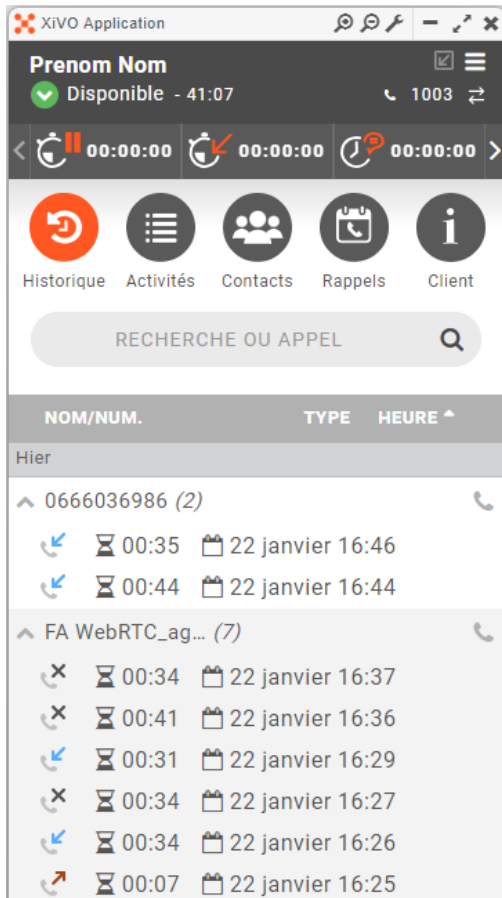 XiVO Application
Prenom Nom
Disponible - 41:07 1003
00:00:00 00:00:00 00:00:00
Historique Activités Contacts Rappels Client
RECHERCHE OU APPEL
NOM/NUM. TYPE HEURE
Hier
0666036986 (2)
00:35 22 janvier 16:46
00:44 22 janvier 16:44
FA WebRTC_ag... (7)
00:34 22 janvier 16:37
00:41 22 janvier 16:36
00:31 22 janvier 16:29
00:34 22 janvier 16:27
00:34 22 janvier 16:26
00:07 22 janvier 16:25